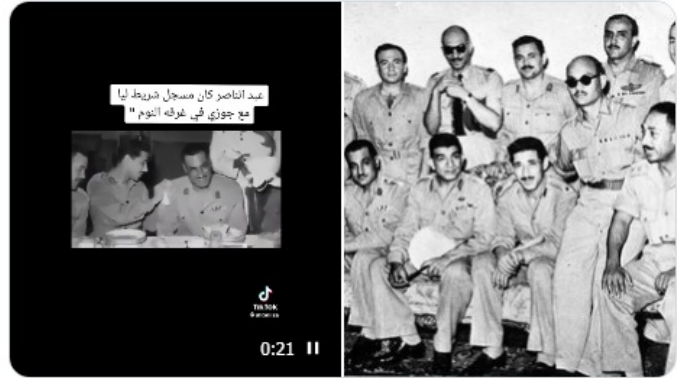 عبد الناصر كان مسجل شريط ليا
مع جوزي في غرفه النوم "
TikTok
0:21